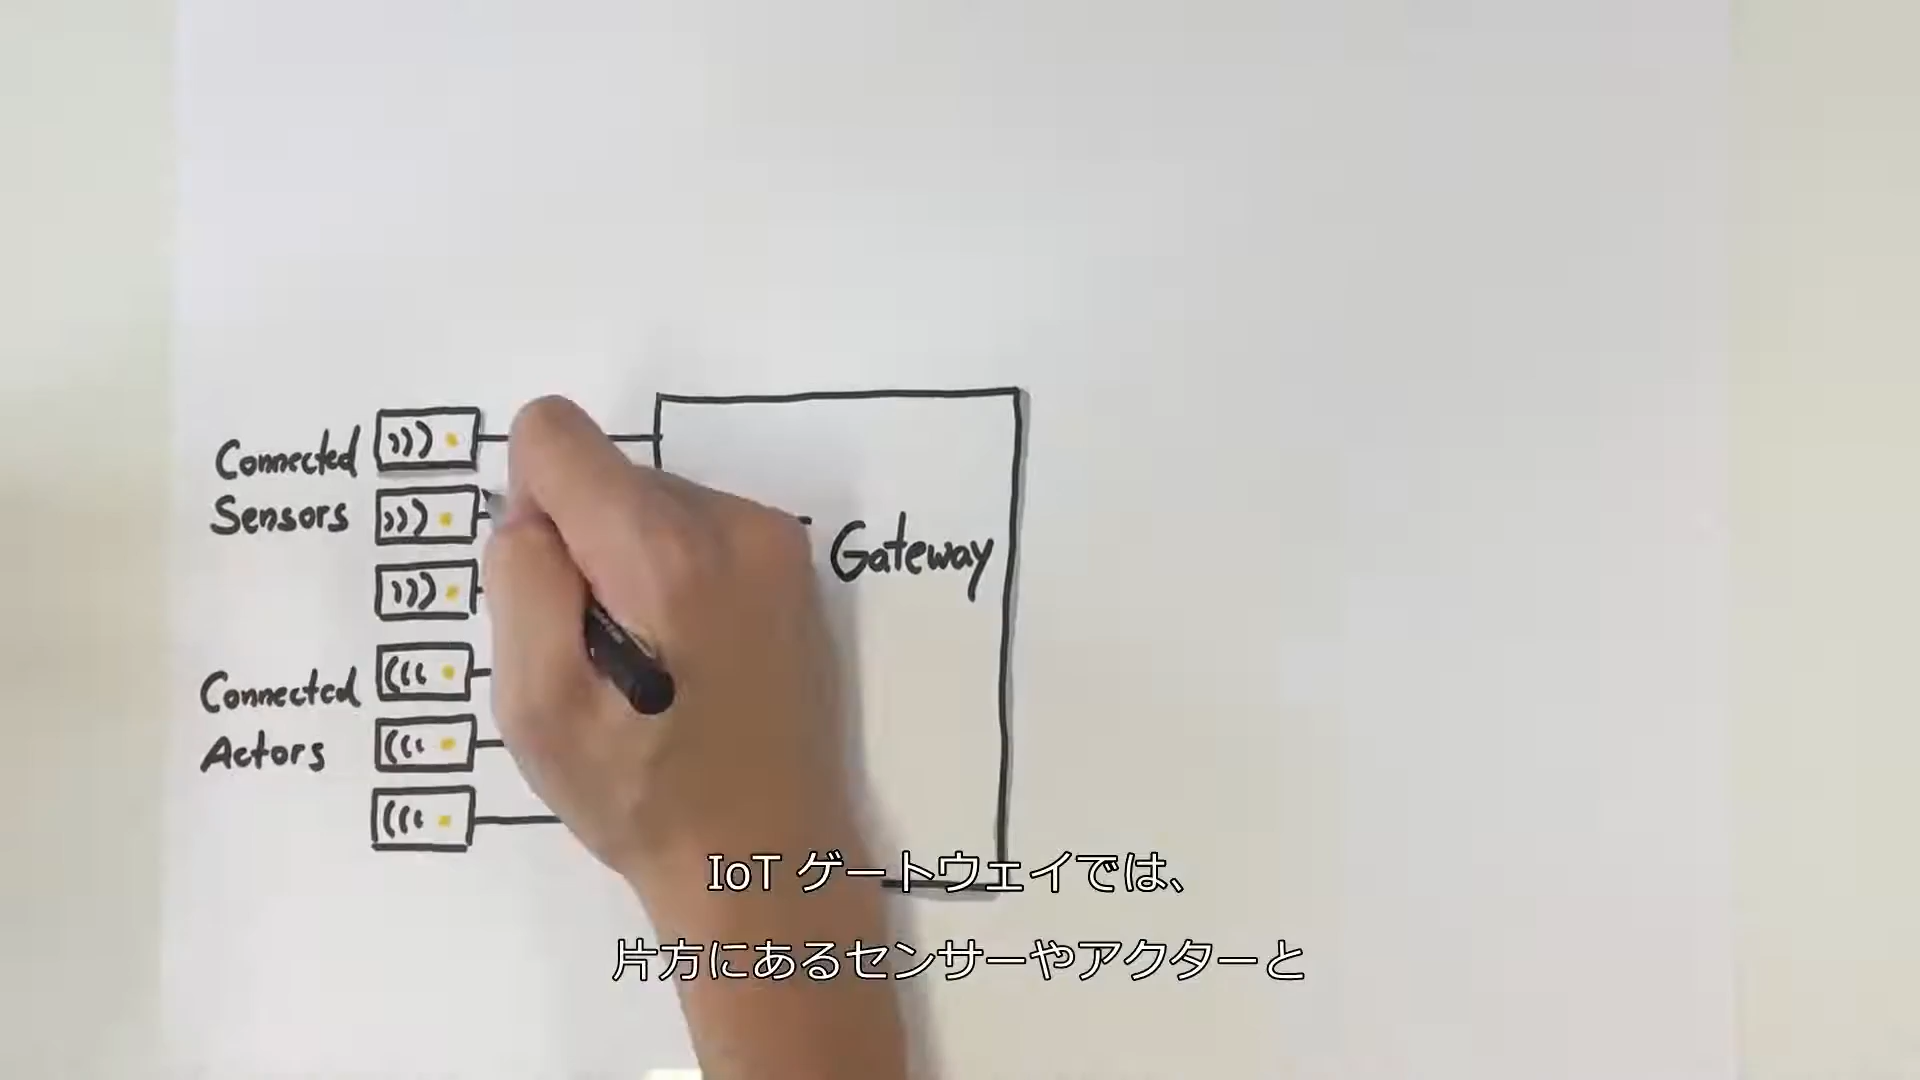 Connected
Sensors
Gateway
Connected
Actors
IoT ゲートウェイでは、
片方にあるセンサーやアクターと